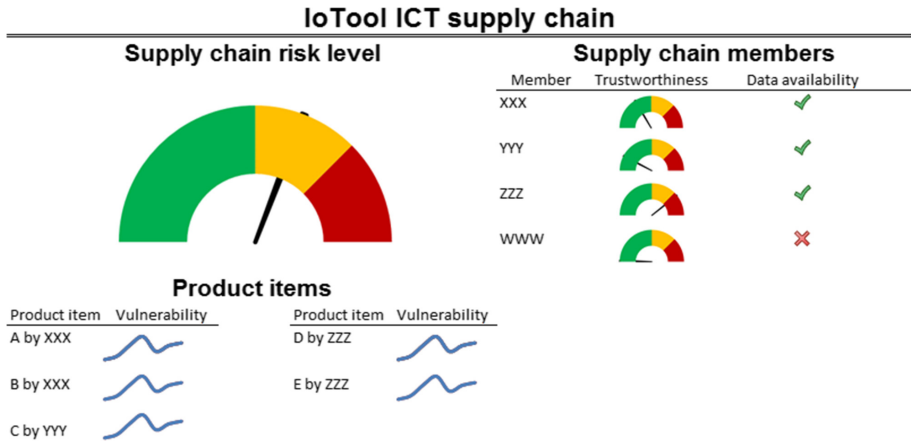 IoTool ICT supply chain
Supply chain risk level
Supply chain members
Member Trustworthiness Data availability
XXX
YYY
ZZZ
WWW
Product items
Product item Vulnerability Product item Vulnerability
A by XXX D by ZZZ
B by XXX E by ZZZ
C by YYY